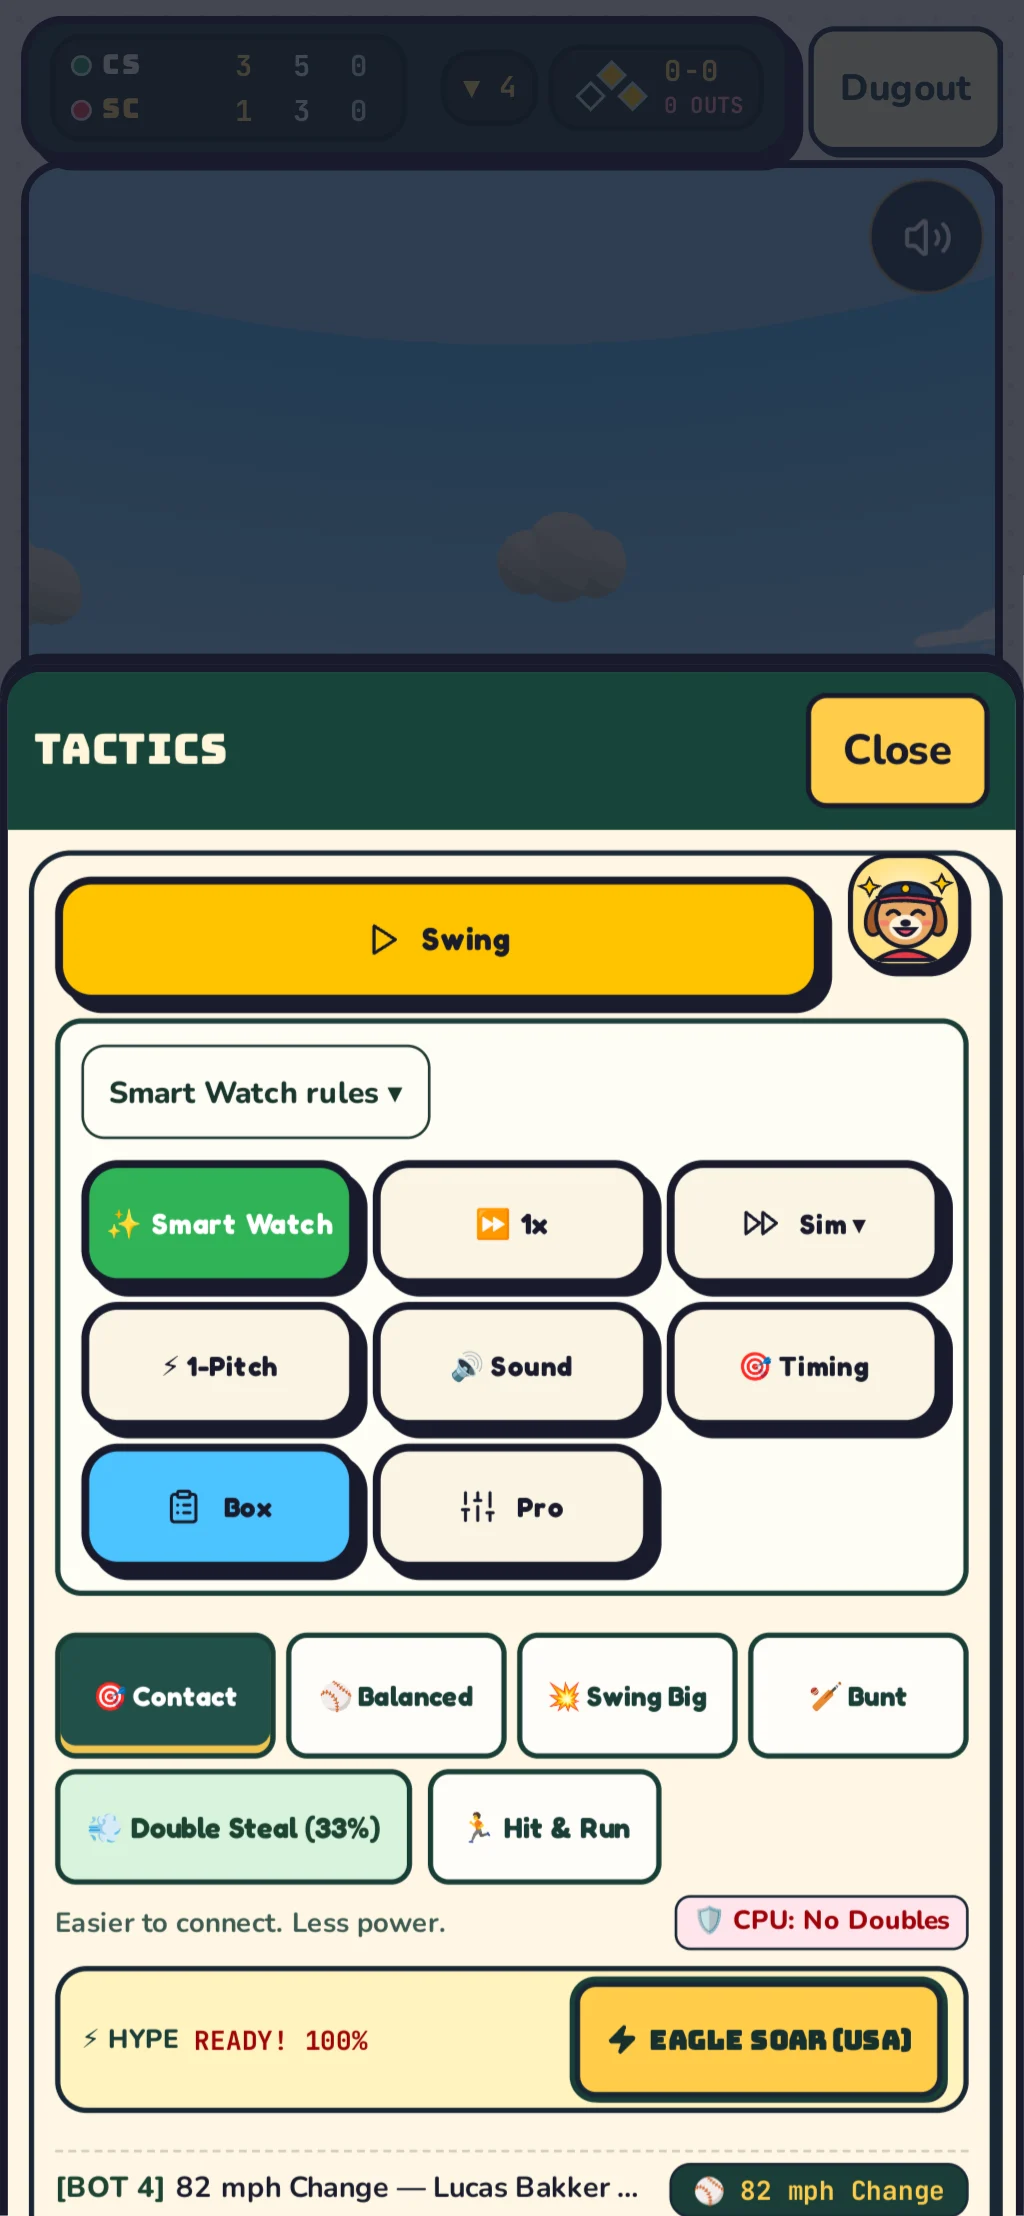 CS 3 5 0
SC 1 3 0
▼ 4
0-0
0 OUTS
Dugout
TACTICS
Close
Swing
Smart Watch rules ▾
✨ Smart Watch
⏩ 1x
Sim ▾
⚡ 1-Pitch
🔊 Sound
🎯 Timing
Box
Pro
🎯 Contact
⚾ Balanced
💥 Swing Big
🏏 Bunt
💨 Double Steal (33%)
🏃 Hit & Run
Easier to connect. Less power.
🛡️ CPU: No Doubles
⚡ HYPE READY! 100%
EAGLE SOAR (USA)
[BOT 4] 82 mph Change — Lucas Bakker ...
⚾ 82 mph Change